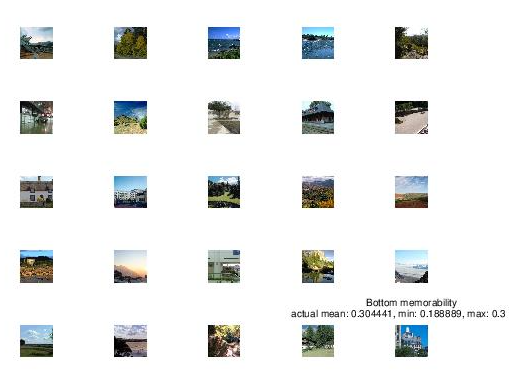 Bottom memorability
actual mean: 0.304441, min: 0.188889, max: 0.3